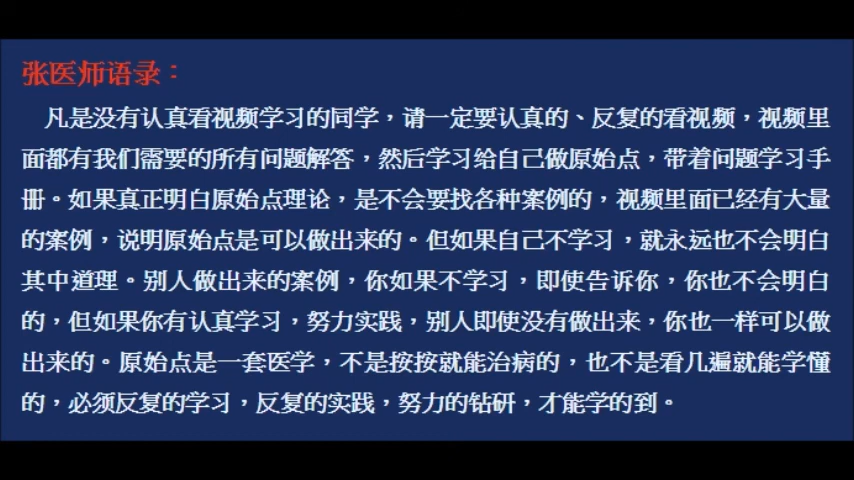 张医师语录：
凡是没有认真看视频学习的同学，请一定要认真的、反复的看视频，视频里
面都有我们需要的所有问题解答，然后学习给自己做原始点，带着问题学习手
册。如果真正明白原始点理论，是不会要找各种案例的，视频里面已经有大量
的案例，说明原始点是可以做出来的。但如果自己不学习，就永远也不会明白
其中道理。别人做出来的案例，你如果不学习，即使告诉你，你也不会明白
的，但如果你有认真学习，努力实践，别人即使没有做出来，你也一样可以做
出来的。原始点是一套医学，不是按按就能治病的，也不是看几遍就能学懂
的，必须反复的学习，反复的实践，努力的钻研，才能学的到。